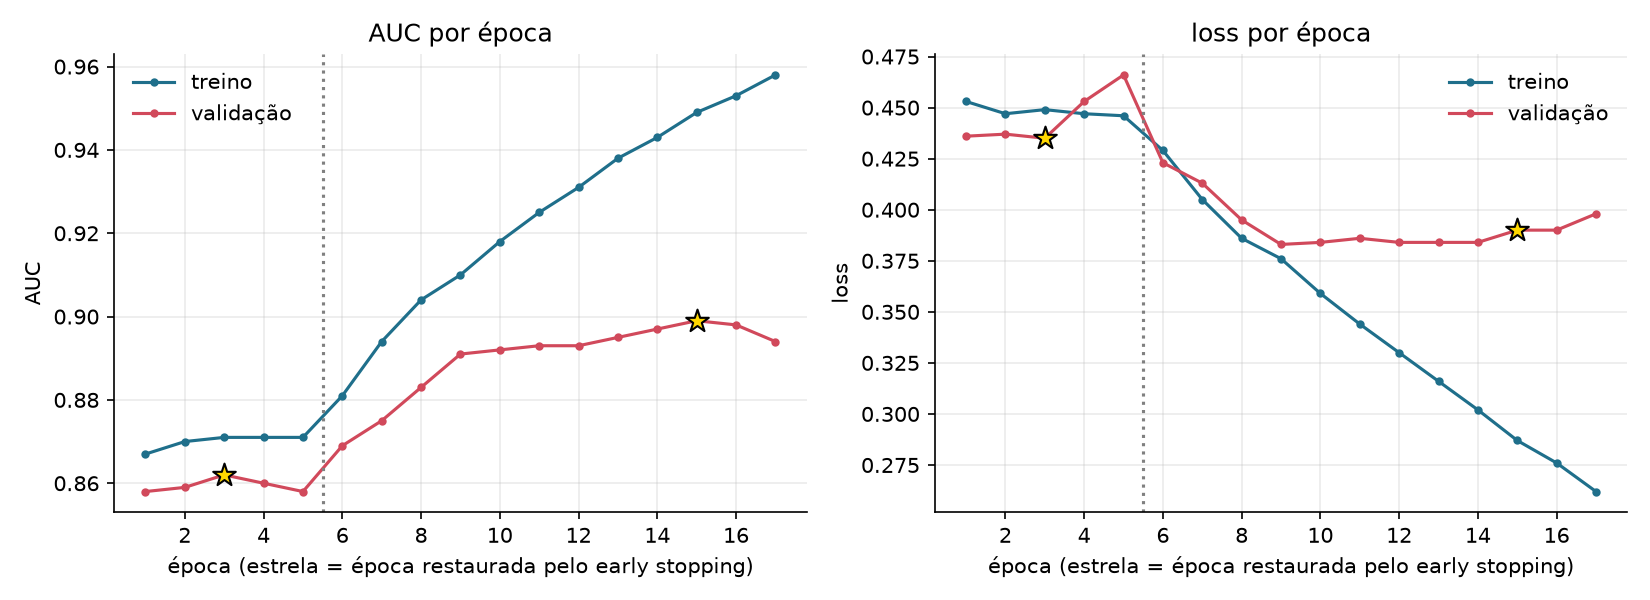 AUC por época
0.96
0.94
0.92
0.90
0.88
0.86
AUC
treino
validação
2 4 6 8 10 12 14 16
época (estrela = época restaurada pelo early stopping)
loss por época
0.475
0.450
0.425
0.400
0.375
0.350
0.325
0.300
0.275
loss
treino
validação
2 4 6 8 10 12 14 16
época (estrela = época restaurada pelo early stopping)